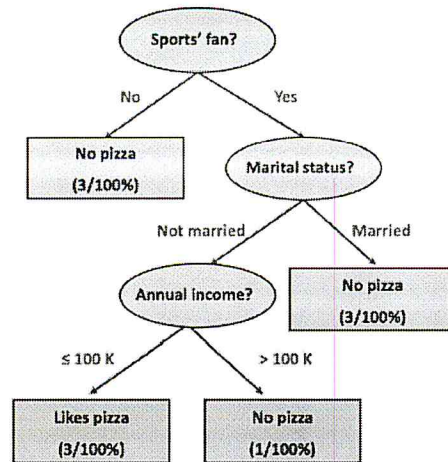 Sports' fan?
No
Yes
No pizza
(3/100%)
Marital status?
Not married
Married
Annual income?
No pizza
(3/100%)
≤ 100 K
> 100 K
Likes pizza
(3/100%)
No pizza
(1/100%)